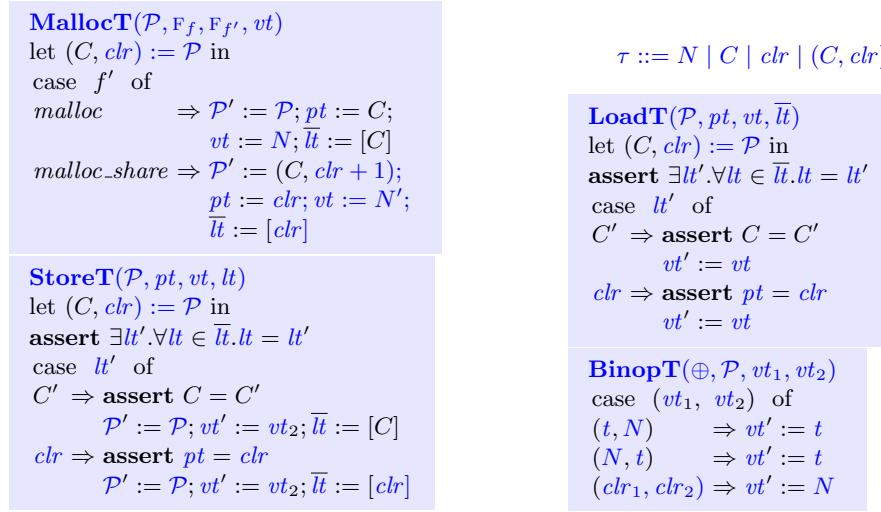 MallocT(𝒫, F_f, F_f′, vt)
let (C, clr) := 𝒫 in
case f′ of
malloc ⇒ 𝒫′ := 𝒫; pt := C;
vt := N; l̅t̅ := [C]
malloc_share ⇒ 𝒫′ := (C, clr + 1);
pt := clr; vt := N′;
l̅t̅ := [clr]
StoreT(𝒫, pt, vt, lt)
let (C, clr) := 𝒫 in
assert ∃lt′.∀lt ∈ l̅t̅.lt = lt′
case lt′ of
C′ ⇒ assert C = C′
𝒫′ := 𝒫; vt′ := vt₂; l̅t̅ := [C]
clr ⇒ assert pt = clr
𝒫′ := 𝒫; vt′ := vt₂; l̅t̅ := [clr]
τ ::= N | C | clr | (C, clr)
LoadT(𝒫, pt, vt, l̅t̅)
let (C, clr) := 𝒫 in
assert ∃lt′.∀lt ∈ l̅t̅.lt = lt′
case lt′ of
C′ ⇒ assert C = C′
vt′ := vt
clr ⇒ assert pt = clr
vt′ := vt
BinopT(⊕, 𝒫, vt₁, vt₂)
case (vt₁, vt₂) of
(t, N) ⇒ vt′ := t
(N, t) ⇒ vt′ := t
(clr₁, clr₂) ⇒ vt′ := N